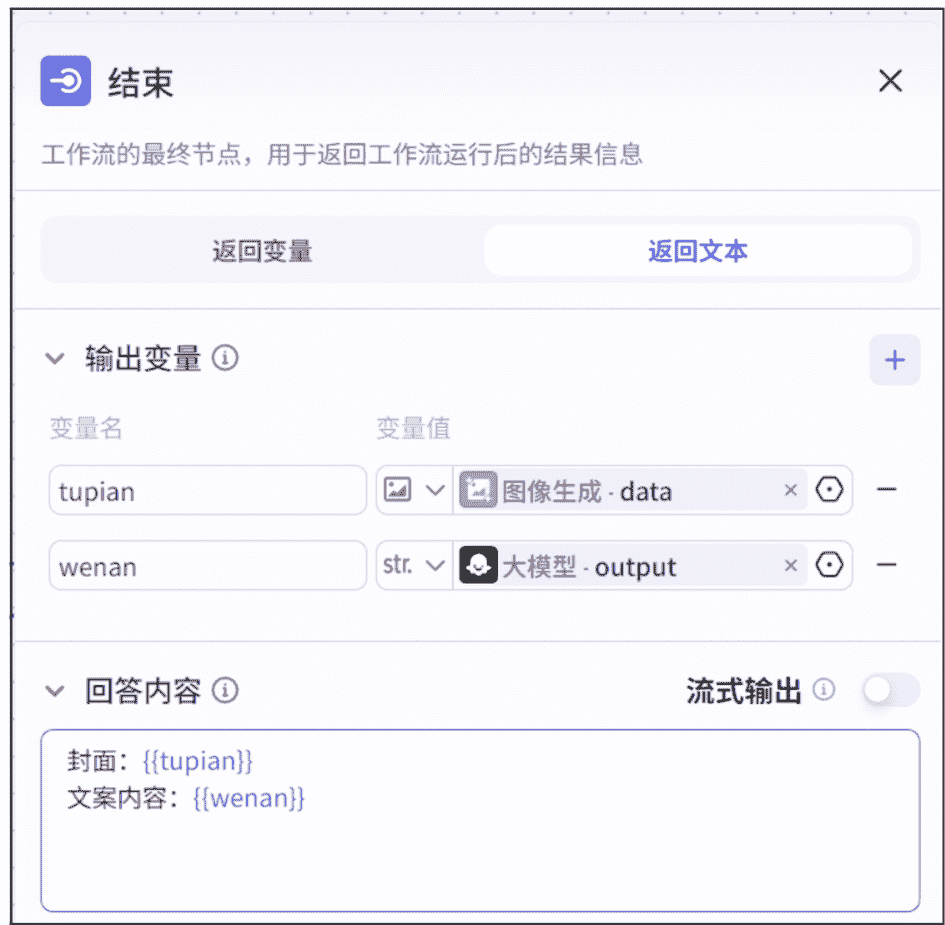 结束
工作流的最终节点，用于返回工作流运行后的结果信息
返回变量 返回文本
输出变量
变量名 变量值
tupian 图像生成 - data
wenan str. 大模型 - output
回答内容 流式输出
封面：{{tupian}}
文案内容：{{wenan}}